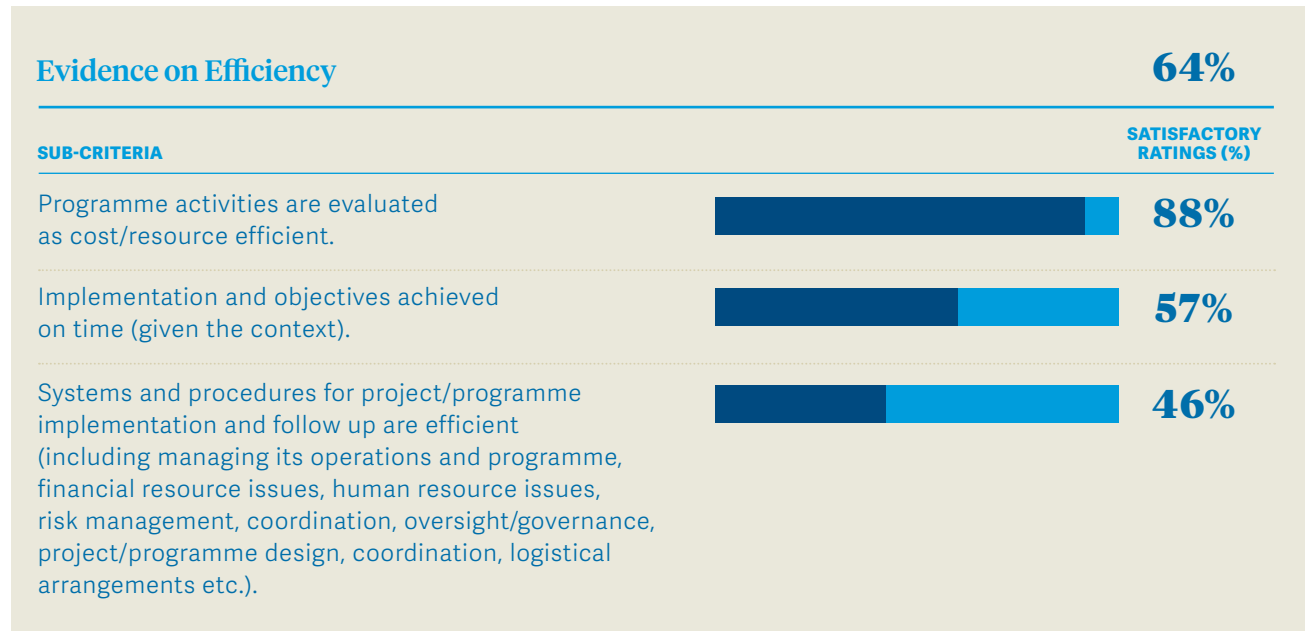 Evidence on Efficiency 64%
SUB-CRITERIA
SATISFACTORY
RATINGS (%)
Programme activities are evaluated
as cost/resource efficient.
88%
Implementation and objectives achieved
on time (given the context).
57%
Systems and procedures for project/programme
implementation and follow up are efficient
(including managing its operations and programme,
financial resource issues, human resource issues,
risk management, coordination, oversight/governance,
project/programme design, coordination, logistical
arrangements etc.).
46%